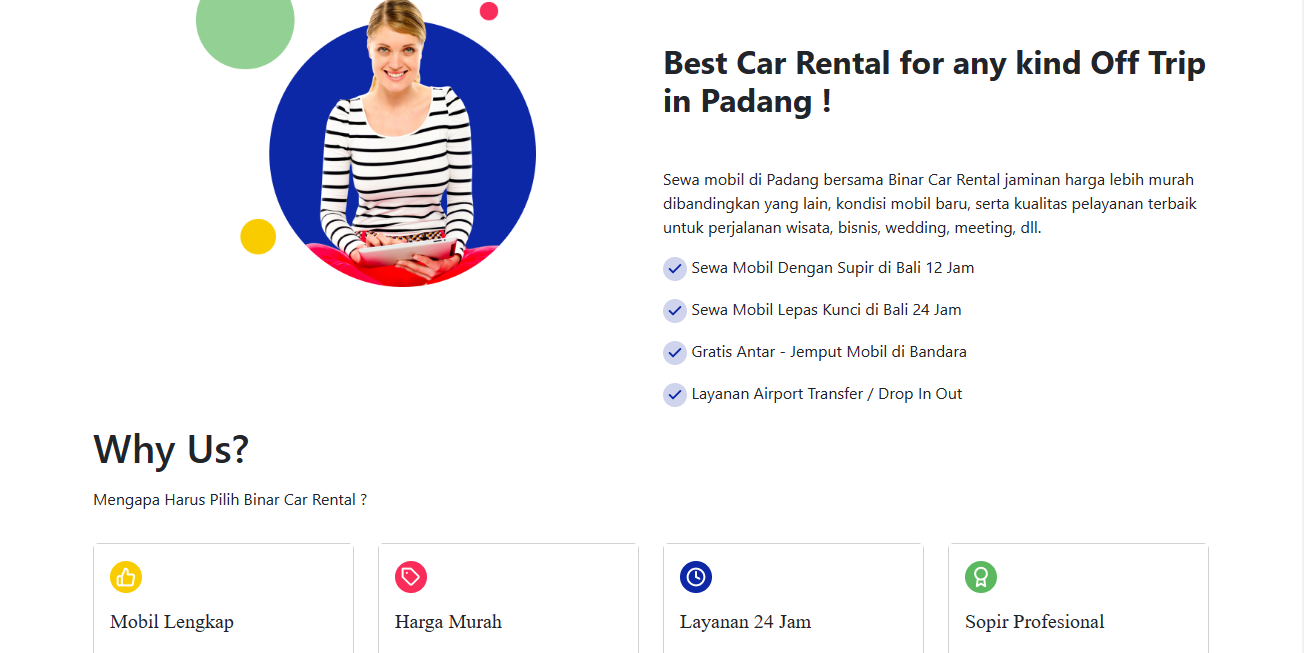 Best Car Rental for any kind Off Trip
in Padang !
Sewa mobil di Padang bersama Binar Car Rental jaminan harga lebih murah
dibandingkan yang lain, kondisi mobil baru, serta kualitas pelayanan terbaik
untuk perjalanan wisata, bisnis, wedding, meeting, dll.
Sewa Mobil Dengan Supir di Bali 12 Jam
Sewa Mobil Lepas Kunci di Bali 24 Jam
Gratis Antar - Jemput Mobil di Bandara
Layanan Airport Transfer / Drop In Out
Why Us?
Mengapa Harus Pilih Binar Car Rental ?
Mobil Lengkap
Harga Murah
Layanan 24 Jam
Sopir Profesional